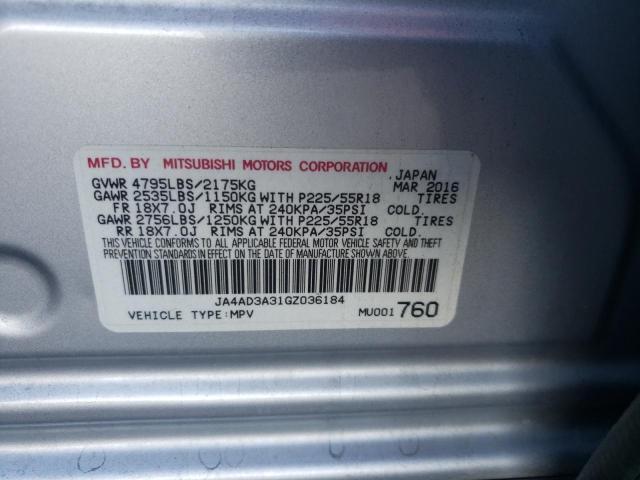 MFD. BY MITSUBISHI MOTORS CORPORATION
JAPAN
GVWR 4795LBS/2175KG MAR 2016
GAWR 2535LBS/1150KG WITH P225/55R18 TIRES
FR 18X7.0J RIMS AT 240KPA/35PSI COLD.
GAWR 2756LBS/1250KG WITH P225/55R18 TIRES
RR 18X7.0J RIMS AT 240KPA/35PSI COLD.
THIS VEHICLE CONFORMS TO ALL APPLICABLE FEDERAL MOTOR VEHICLE SAFETY AND THEFT
PREVENTION STANDARDS IN EFFECT ON THE DATE OF MANUFACTURE SHOWN ABOVE.
JA4AD3A31GZ036184
VEHICLE TYPE:MPV MU001 760